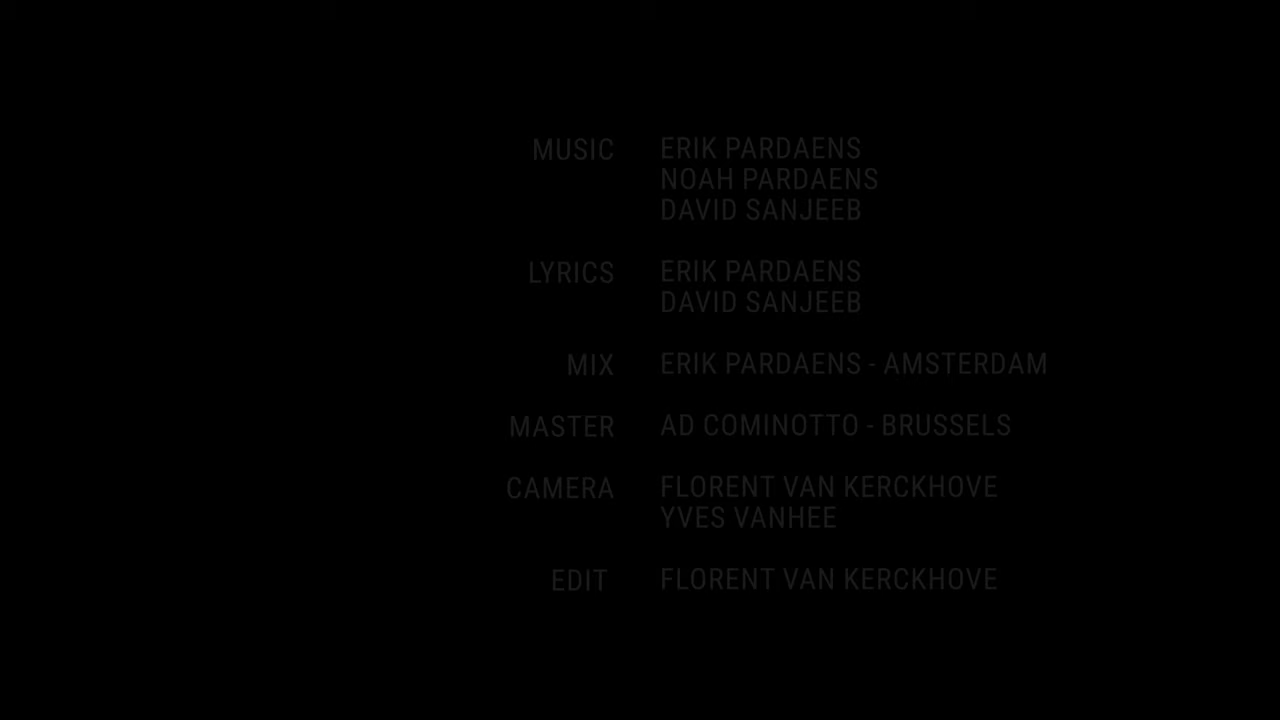 MUSIC ERIK PARDAENS
NOAH PARDAENS
DAVID SANJEEB
LYRICS ERIK PARDAENS
DAVID SANJEEB
MIX ERIK PARDAENS - AMSTERDAM
MASTER AD COMINOTTO - BRUSSELS
CAMERA FLORENT VAN KERCKHOVE
YVES VANHEE
EDIT FLORENT VAN KERCKHOVE